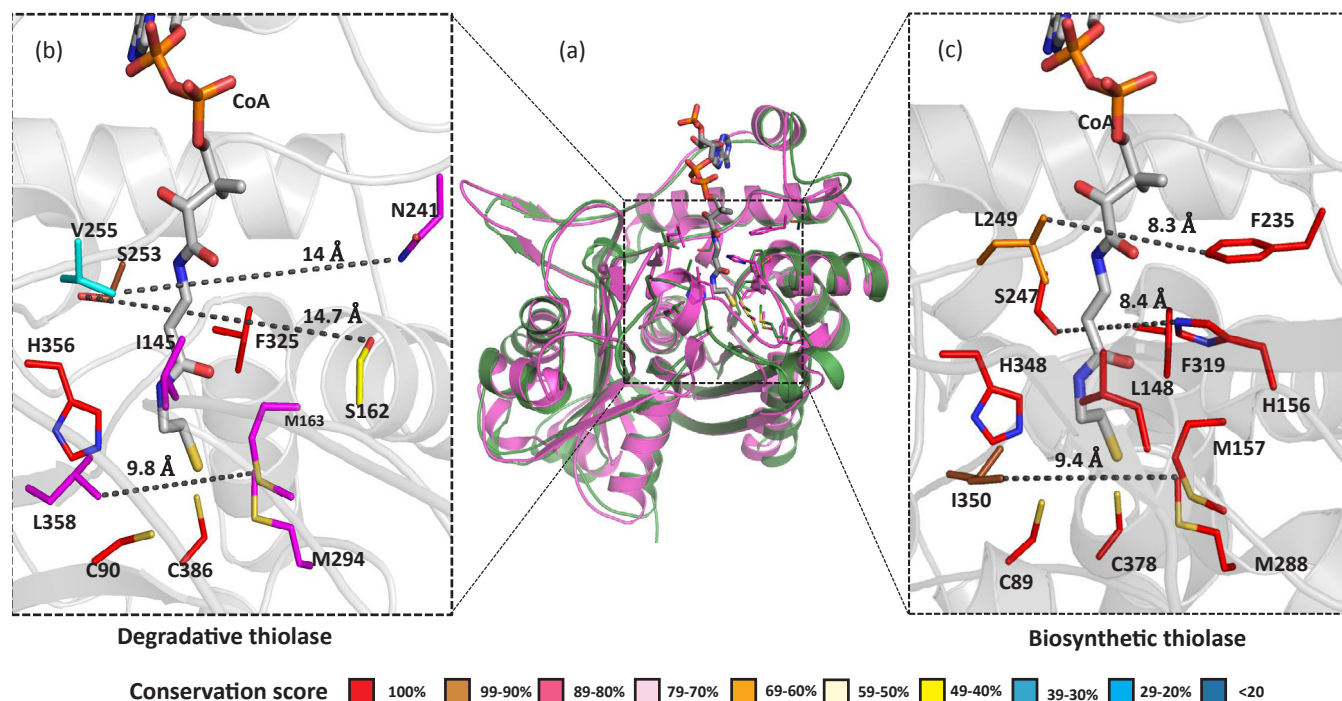 (b)
CoA
N241
V255
S253
14 Å
14.7 Å
I145
F325
H356
S162
M163
9.8 Å
L358
C90
C386
M294
Degradative thiolase
(a)
(c)
CoA
L249
8.3 Å
F235
S247
8.4 Å
H348
L148
F319
H156
M157
9.4 Å
I350
C89
C378
M288
Biosynthetic thiolase
Conservation score 100% 99-90% 89-80% 79-70% 69-60% 59-50% 49-40% 39-30% 29-20% <20